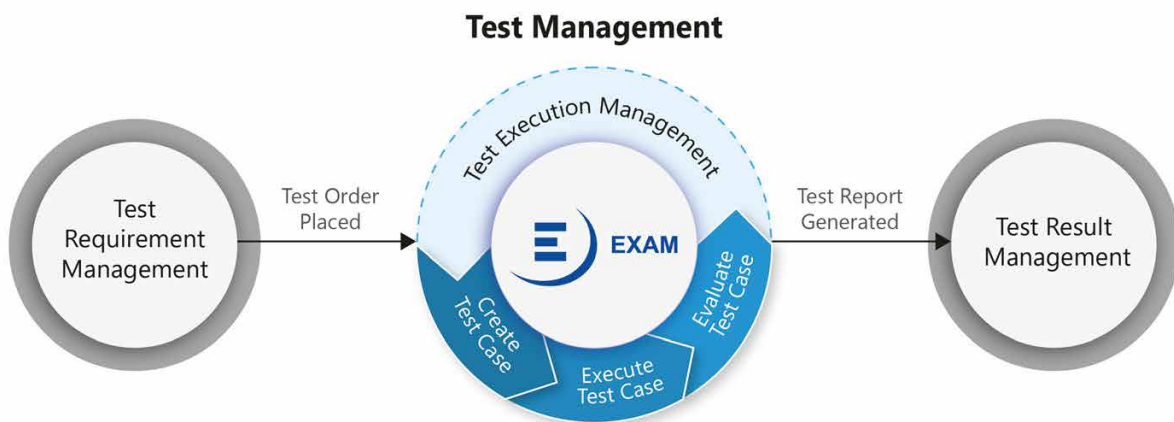 Test Management
Test
Requirement
Management
Test Order
Placed
Test Execution Management
E
EXAM
Create
Test Case
Execute
Test Case
Evaluate
Test Case
Test Report
Generated
Test Result
Management